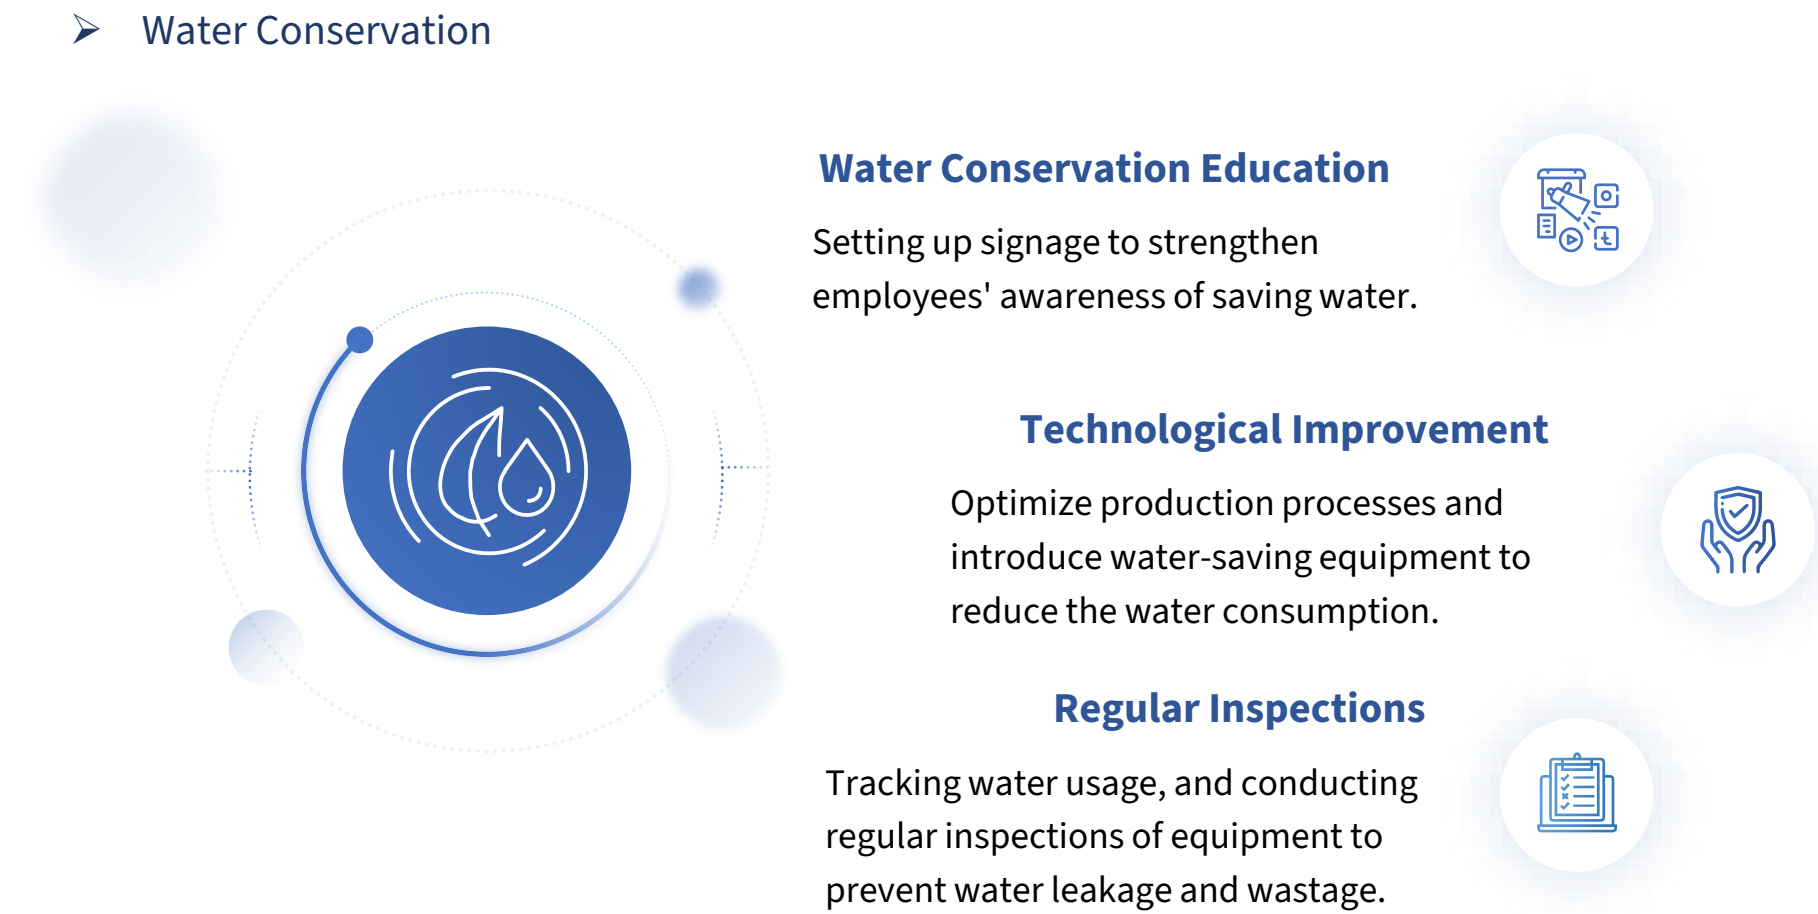 ➢ Water Conservation
Water Conservation Education
Setting up signage to strengthen
employees' awareness of saving water.
Technological Improvement
Optimize production processes and
introduce water-saving equipment to
reduce the water consumption.
Regular Inspections
Tracking water usage, and conducting
regular inspections of equipment to
prevent water leakage and wastage.